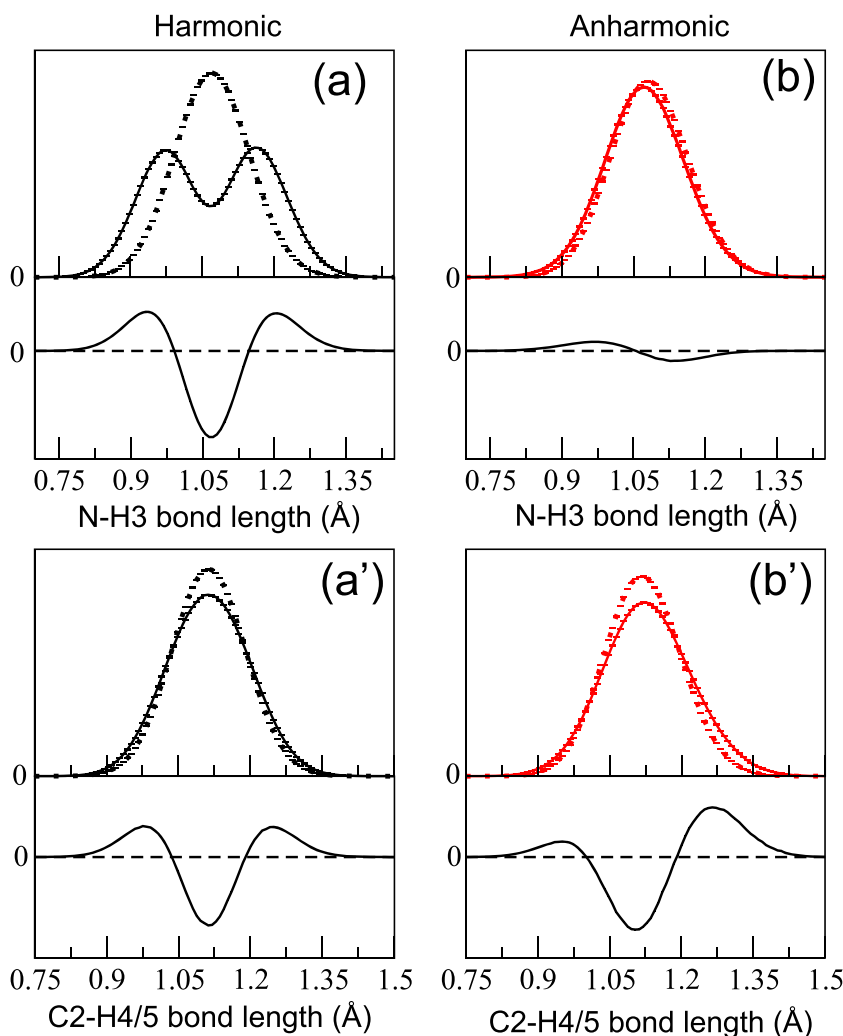 Harmonic Anharmonic
(a) (b)
0 0
0 0
0.75 0.9 1.05 1.2 1.35 0.75 0.9 1.05 1.2 1.35
N-H3 bond length (Å) N-H3 bond length (Å)
(a’) (b’)
0 0
0 0
0.75 0.9 1.05 1.2 1.35 1.5 0.75 0.9 1.05 1.2 1.35 1.5
C2-H4/5 bond length (Å) C2-H4/5 bond length (Å)